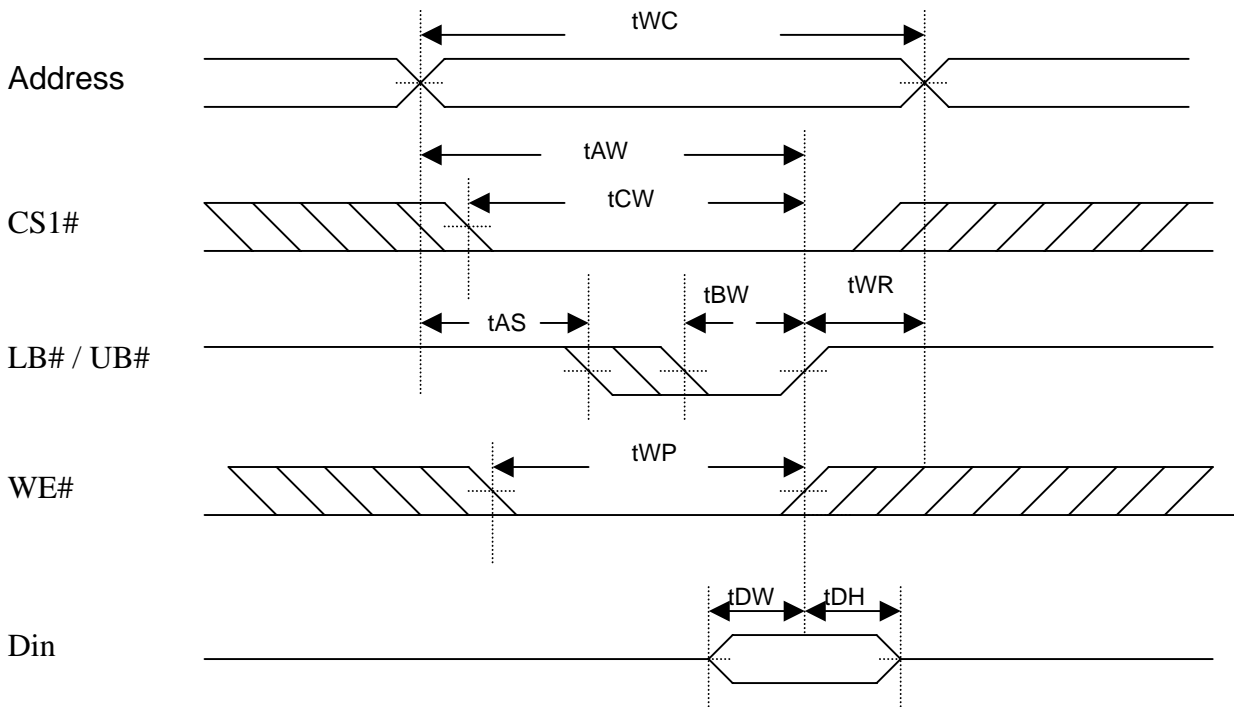 tWC
Address
tAW
tCW
CS1#
tBW
tWR
tAS
LB# / UB#
tWP
WE#
tDW
tDH
Din